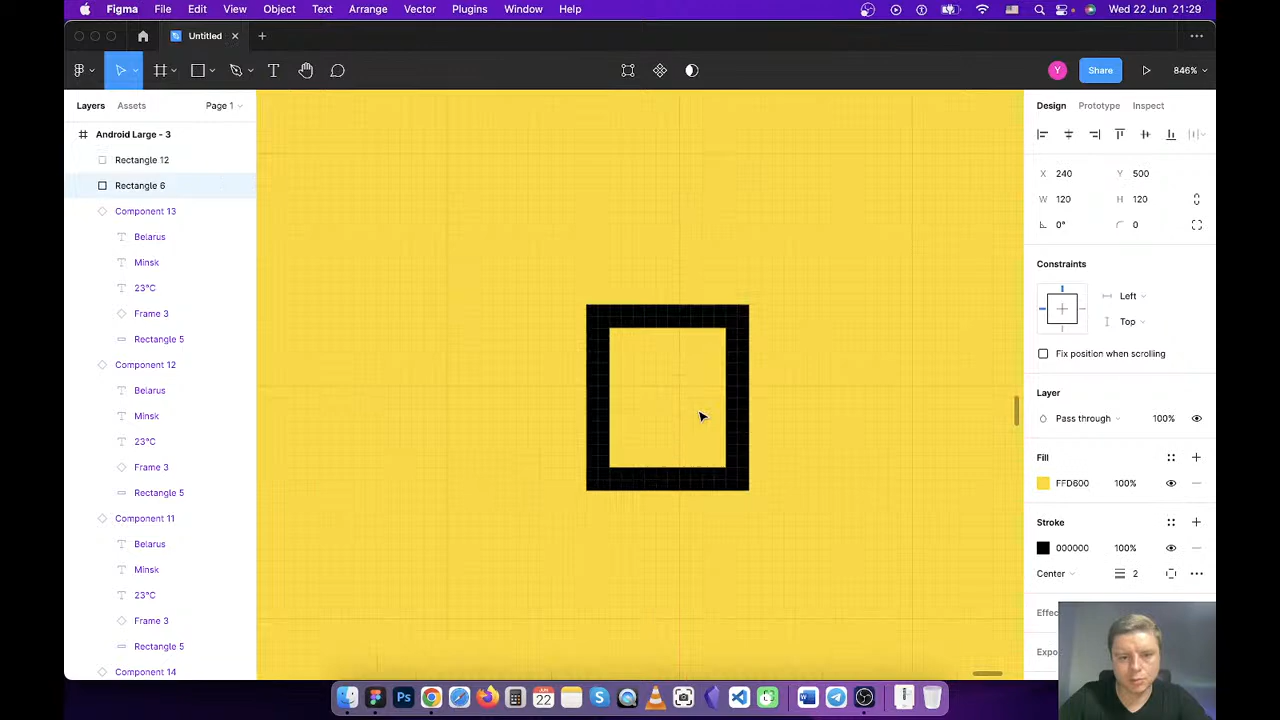 Figma File Edit View Object Text Arrange Vector Plugins Window Help Wed 22 Jun 21:29
Untitled
Y Share 846%
Layers Assets Page 1 Design Prototype Inspect
Android Large - 3
Rectangle 12
Rectangle 6
Component 13
Belarus
Minsk
23°C
Frame 3
Rectangle 5
Component 12
Belarus
Minsk
23°C
Frame 3
Rectangle 5
Component 11
Belarus
Minsk
23°C
Frame 3
Rectangle 5
Component 14
X 240 Y 500
W 120 H 120
0° 0
Constraints
Left
Top
Fix position when scrolling
Layer
Pass through 100%
Fill
FFD600 100%
Stroke
000000 100%
Center 2